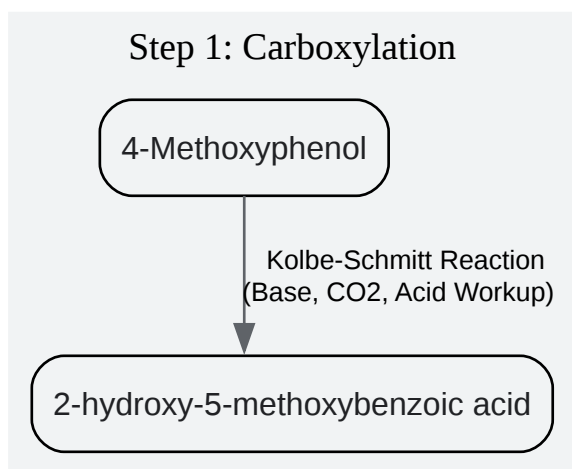 Step 1: Carboxylation
4-Methoxyphenol
Kolbe-Schmitt Reaction
(Base, CO2, Acid Workup)
2-hydroxy-5-methoxybenzoic acid